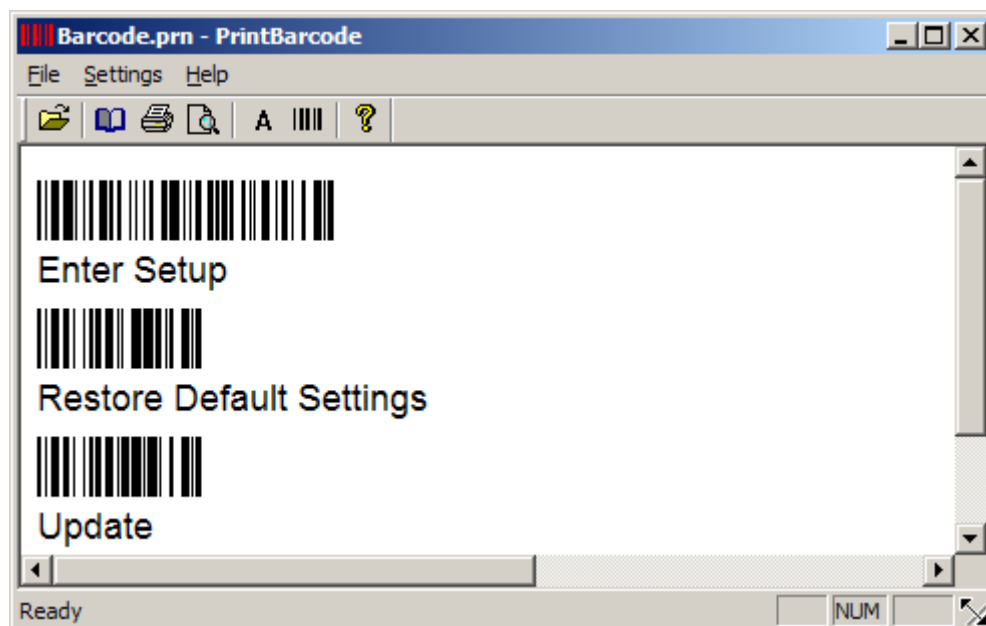 Barcode.prn - PrintBarcode
File Settings Help
A
Enter Setup
Restore Default Settings
Update
Ready NUM